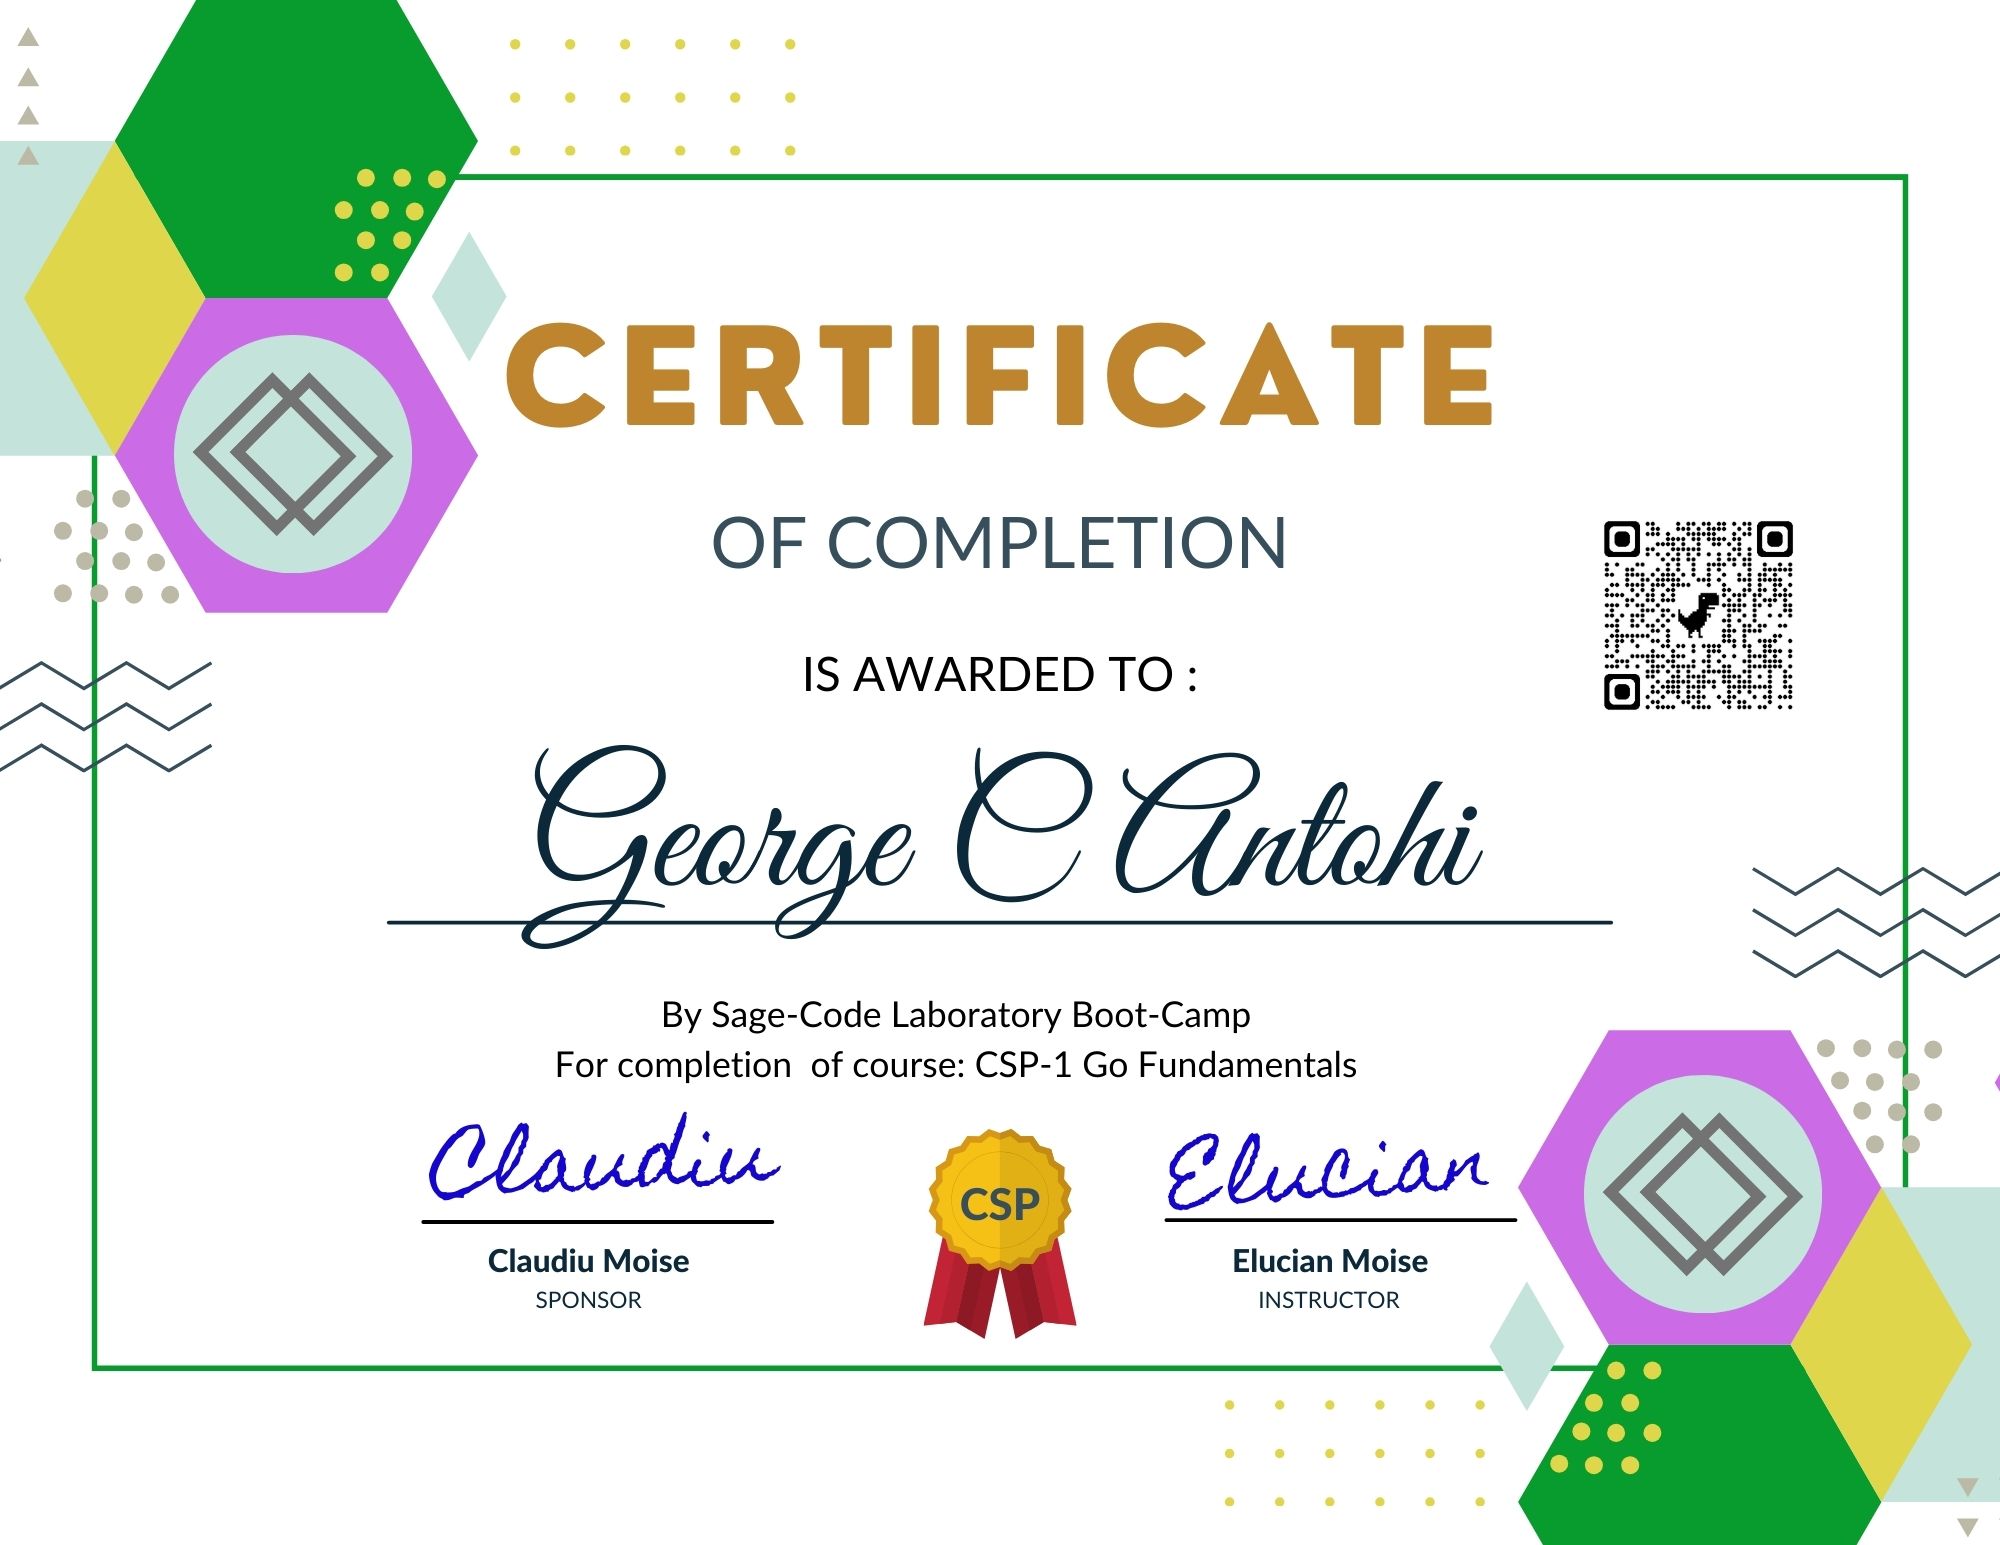 CERTIFICATE
OF COMPLETION
IS AWARDED TO :
George C Antohi
By Sage-Code Laboratory Boot-Camp
For completion  of course: CSP-1 Go Fundamentals
Claudiu
Elucian
CSP
Claudiu Moise
Elucian Moise
SPONSOR
INSTRUCTOR